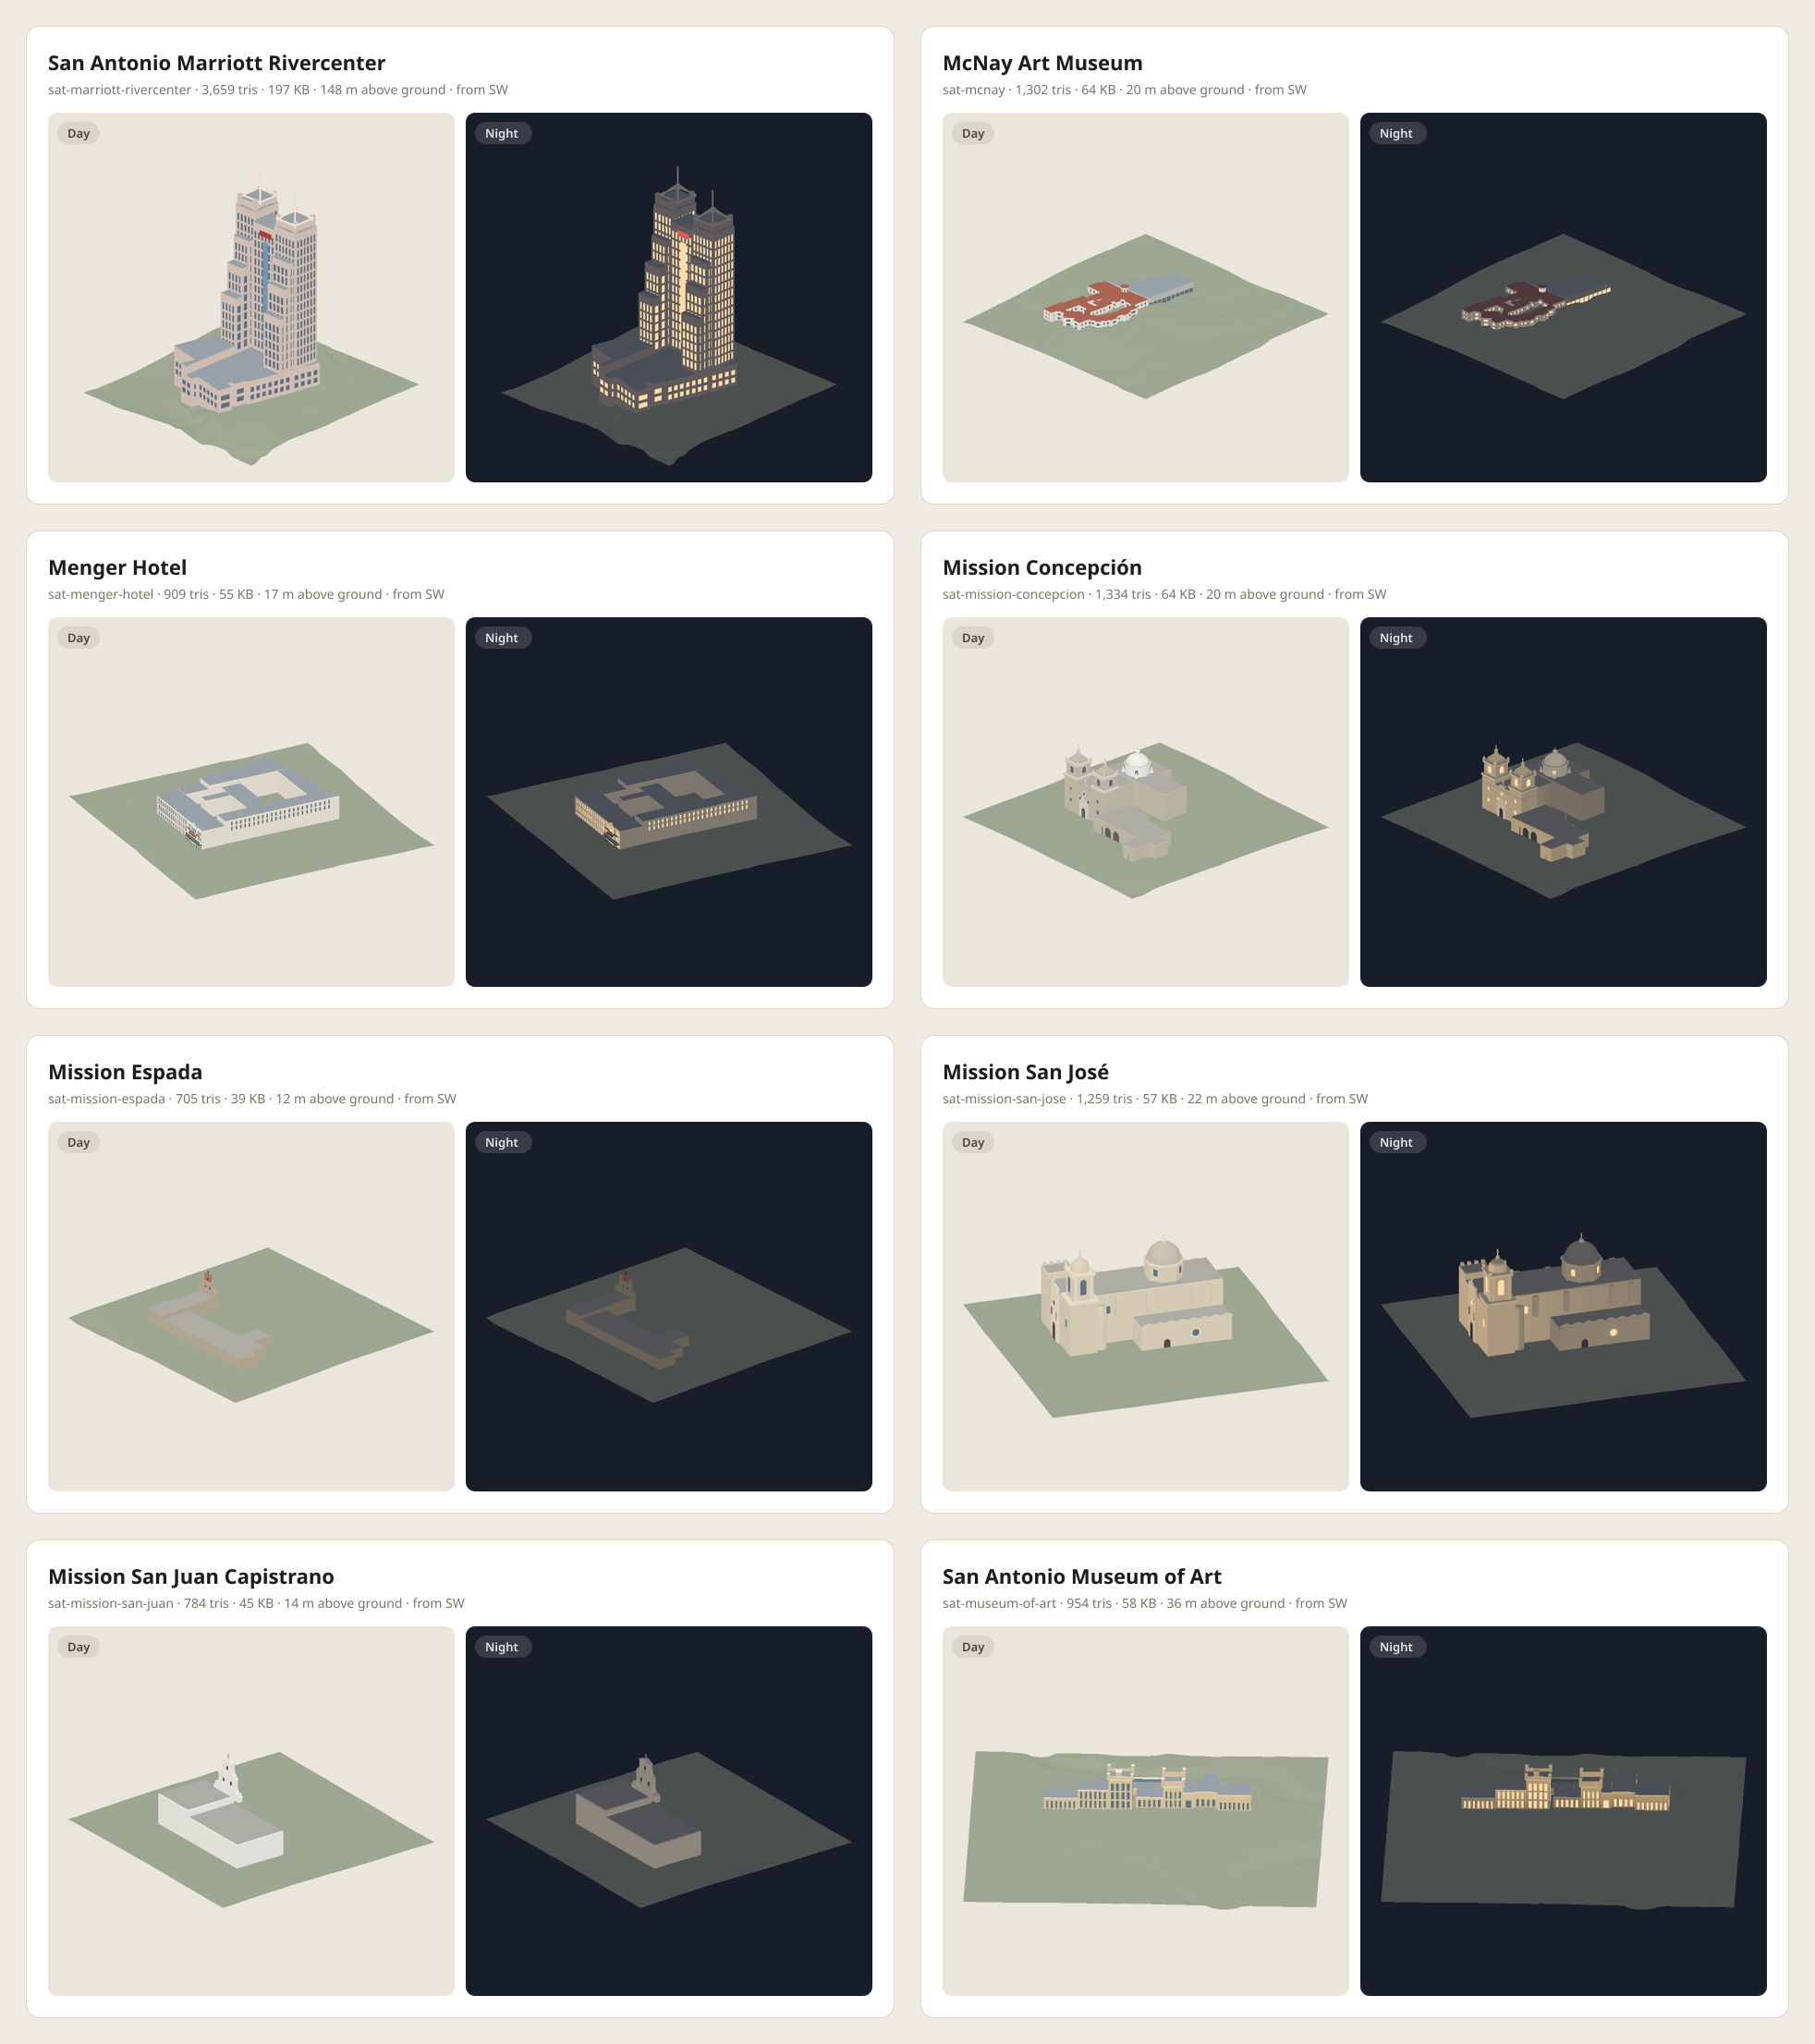 San Antonio Marriott Rivercenter
sat-marriott-rivercenter · 3,659 tris · 197 KB · 148 m above ground · from SW
Day
Night
McNay Art Museum
sat-mcnay · 1,302 tris · 64 KB · 20 m above ground · from SW
Day
Night
Menger Hotel
sat-menger-hotel · 909 tris · 55 KB · 17 m above ground · from SW
Day
Night
Mission Concepción
sat-mission-concepcion · 1,334 tris · 64 KB · 20 m above ground · from SW
Day
Night
Mission Espada
sat-mission-espada · 705 tris · 39 KB · 12 m above ground · from SW
Day
Night
Mission San José
sat-mission-san-jose · 1,259 tris · 57 KB · 22 m above ground · from SW
Day
Night
Mission San Juan Capistrano
sat-mission-san-juan · 784 tris · 45 KB · 14 m above ground · from SW
Day
Night
San Antonio Museum of Art
sat-museum-of-art · 954 tris · 58 KB · 36 m above ground · from SW
Day
Night